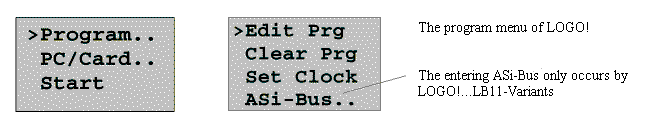 >Program..
PC/Card..
Start
>Edit Prg
Clear Prg
Set Clock
ASi-Bus..
The program menu of LOGO!
The entering ASi-Bus only occurs by
LOGO!...LB11-Variants